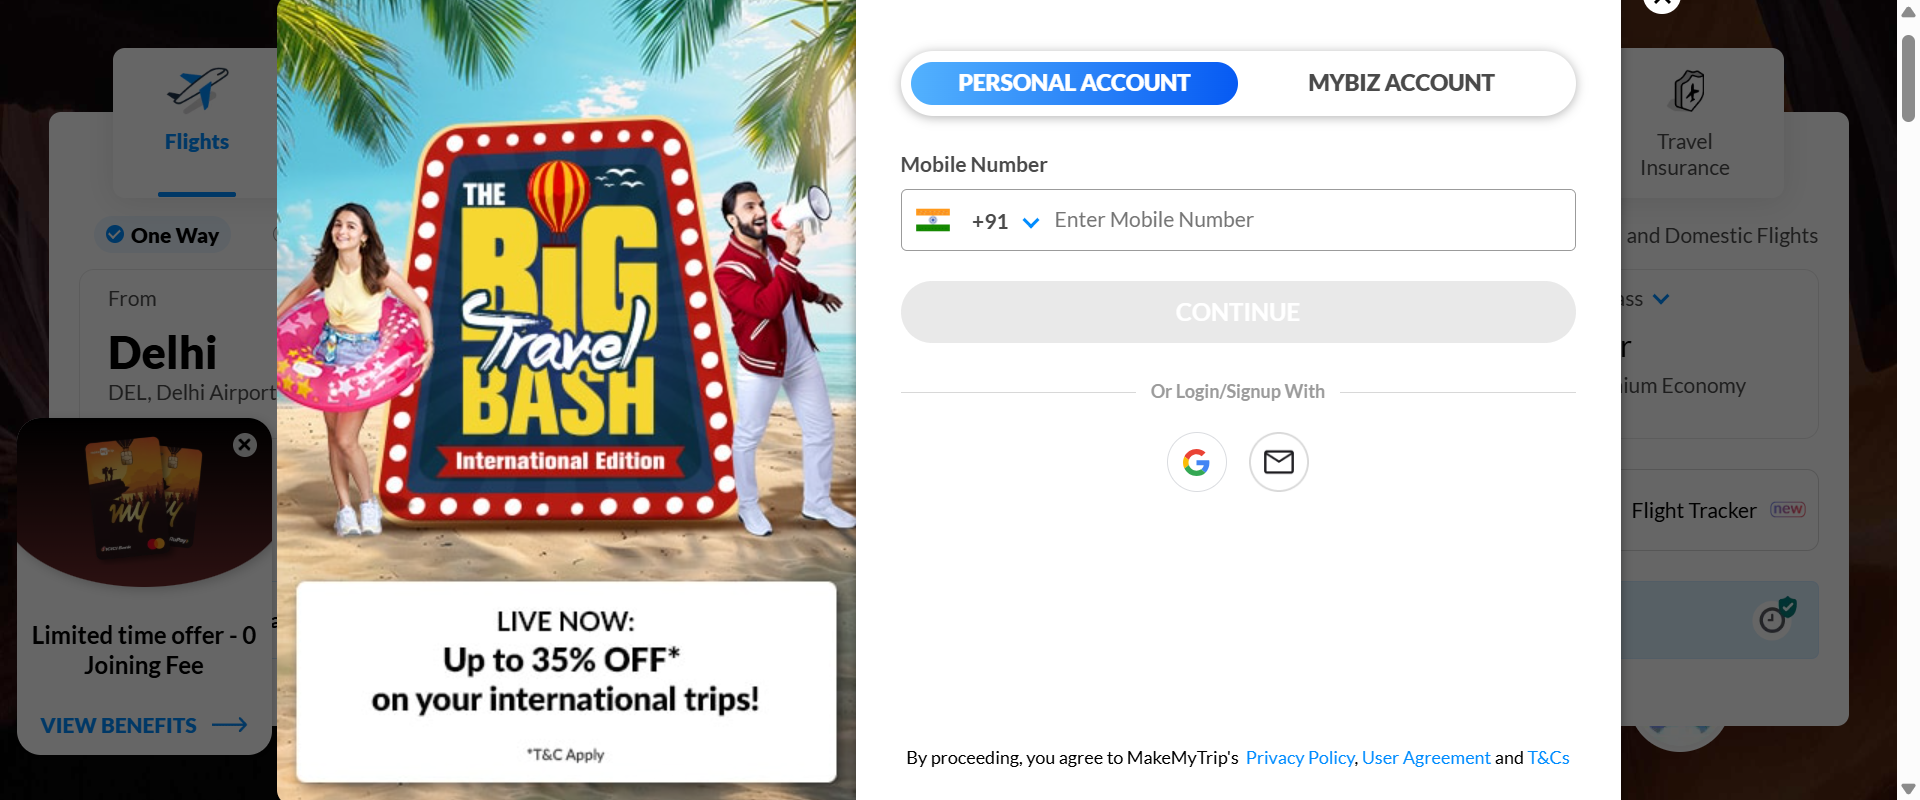 Flights
One Way
From
Delhi
DEL, Delhi Airport
my
Limited time offer - 0
Joining Fee
VIEW BENEFITS
THE
BiG
Travel
BASH
International Edition
LIVE NOW:
Up to 35% OFF*
on your international trips!
*T&C Apply
PERSONAL ACCOUNT
MYBIZ ACCOUNT
Mobile Number
+91 Enter Mobile Number
CONTINUE
Or Login/Signup With
By proceeding, you agree to MakeMyTrip's Privacy Policy, User Agreement and T&Cs
Travel
Insurance
and Domestic Flights
ass
r
ium Economy
Flight Tracker new